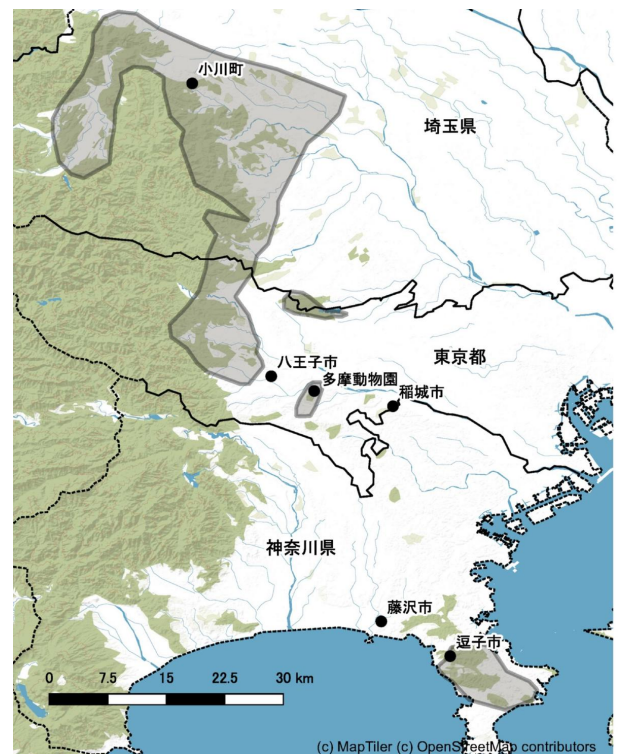 小川町
埼玉県
八王子市
東京都
多摩動物園
稲城市
神奈川県
藤沢市
逗子市
0 7.5 15 22.5 30 km
(c) MapTiler (c) OpenStreetMap contributors